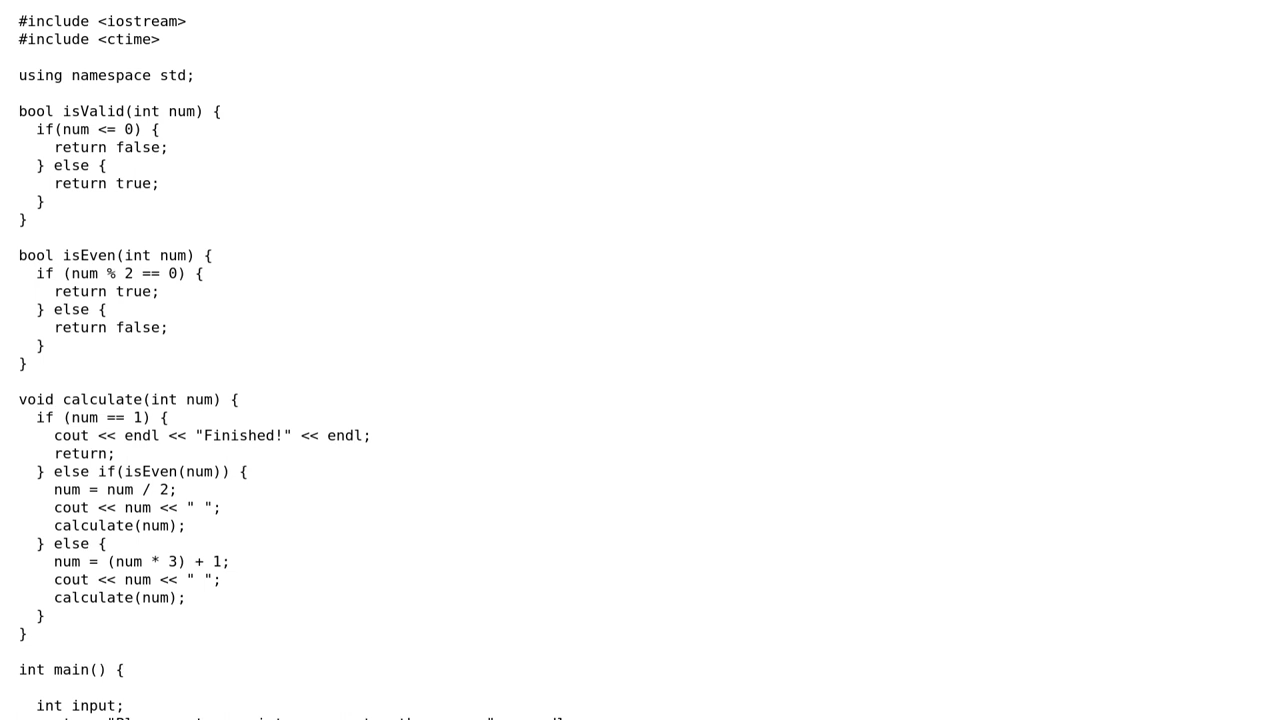 #include <iostream>
#include <ctime>
using namespace std;
bool isValid(int num) {
  if(num <= 0) {
    return false;
  } else {
    return true;
  }
}
bool isEven(int num) {
  if (num % 2 == 0) {
    return true;
  } else {
    return false;
  }
}
void calculate(int num) {
  if (num == 1) {
    cout << endl << "Finished!" << endl;
    return;
  } else if(isEven(num)) {
    num = num / 2;
    cout << num << " ";
    calculate(num);
  } else {
    num = (num * 3) + 1;
    cout << num << " ";
    calculate(num);
  }
}
int main() {
  int input;